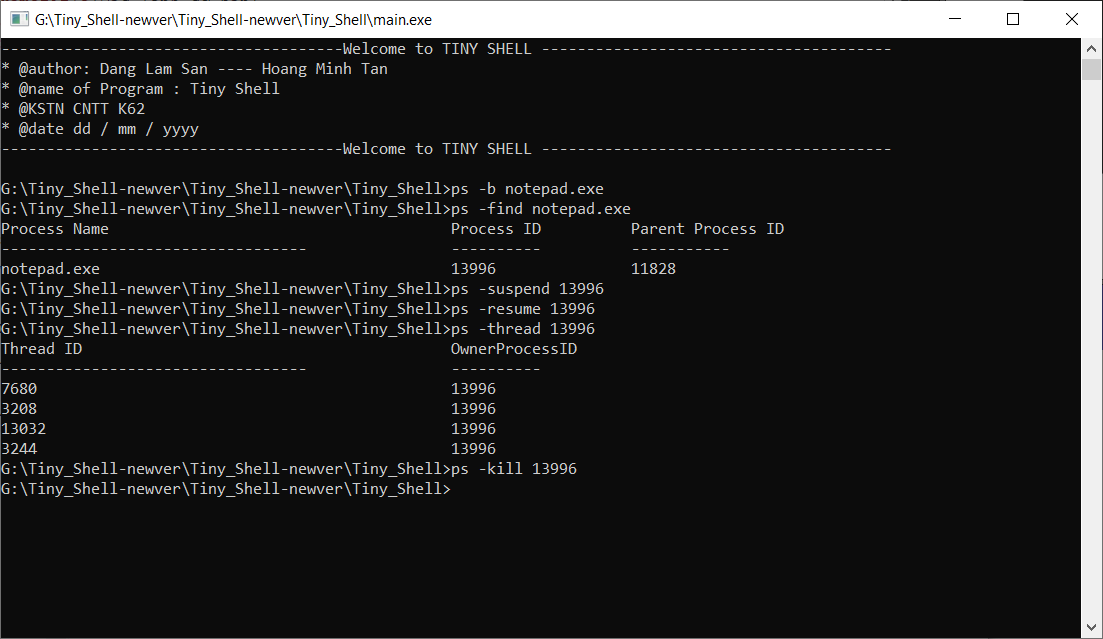 G:\Tiny_Shell-newver\Tiny_Shell-newver\Tiny_Shell\main.exe
--------------------------------------Welcome to TINY SHELL ---------------------------------------
* @author: Dang Lam San ---- Hoang Minh Tan
* @name of Program : Tiny Shell
* @KSTN CNTT K62
* @date dd / mm / yyyy
--------------------------------------Welcome to TINY SHELL ---------------------------------------
G:\Tiny_Shell-newver\Tiny_Shell-newver\Tiny_Shell>ps -b notepad.exe
G:\Tiny_Shell-newver\Tiny_Shell-newver\Tiny_Shell>ps -find notepad.exe
Process Name                                      Process ID          Parent Process ID
----------------------------------                ----------          -----------
notepad.exe                                       13996               11828
G:\Tiny_Shell-newver\Tiny_Shell-newver\Tiny_Shell>ps -suspend 13996
G:\Tiny_Shell-newver\Tiny_Shell-newver\Tiny_Shell>ps -resume 13996
G:\Tiny_Shell-newver\Tiny_Shell-newver\Tiny_Shell>ps -thread 13996
Thread ID                                         OwnerProcessID
----------------------------------                ----------
7680                                              13996
3208                                              13996
13032                                             13996
3244                                              13996
G:\Tiny_Shell-newver\Tiny_Shell-newver\Tiny_Shell>ps -kill 13996
G:\Tiny_Shell-newver\Tiny_Shell-newver\Tiny_Shell>